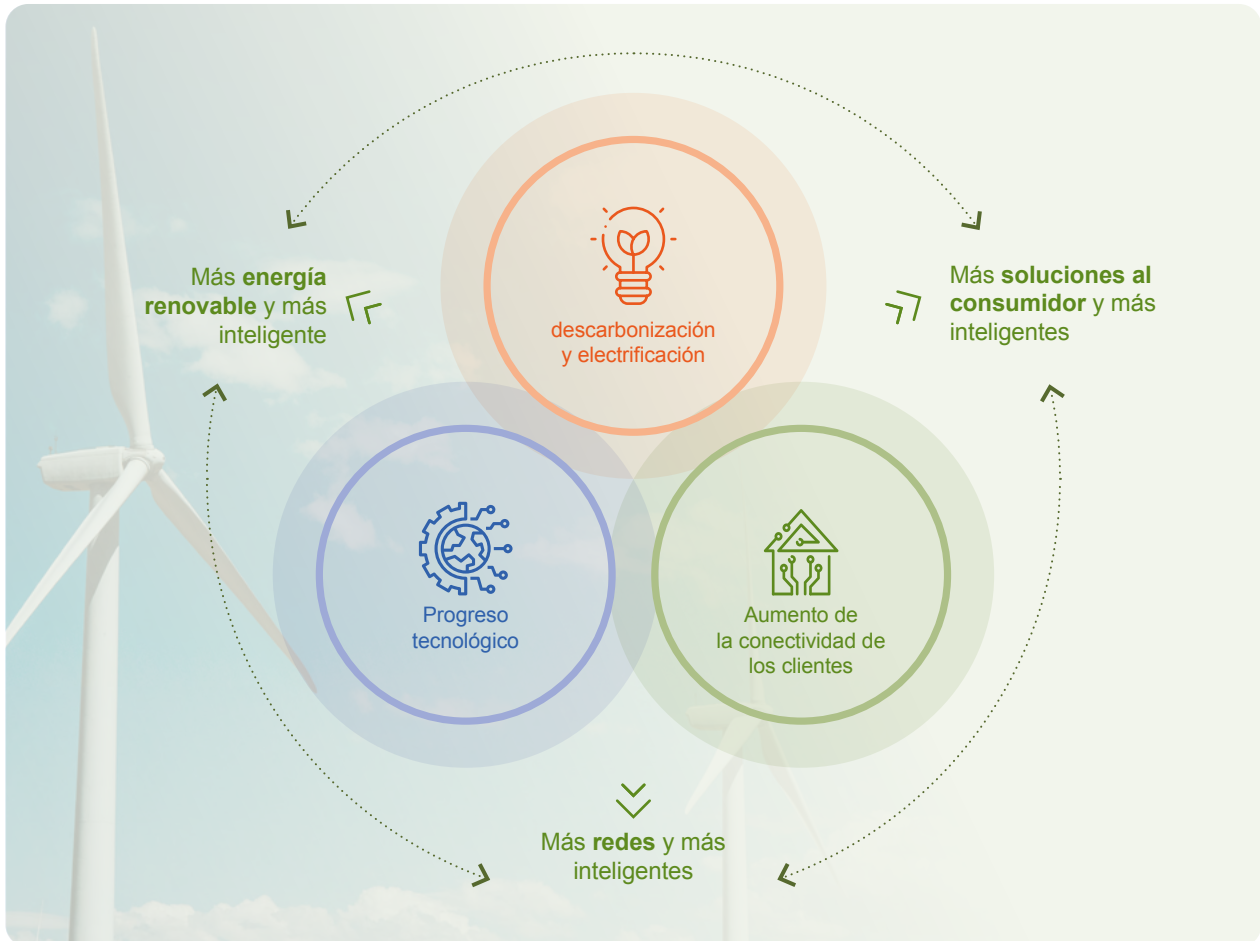 Más energía
renovable y más
inteligente
descarbonización
y electrificación
Más soluciones al
consumidor y más
inteligentes
Progreso
tecnológico
Aumento de
la conectividad de
los clientes
Más redes y más
inteligentes